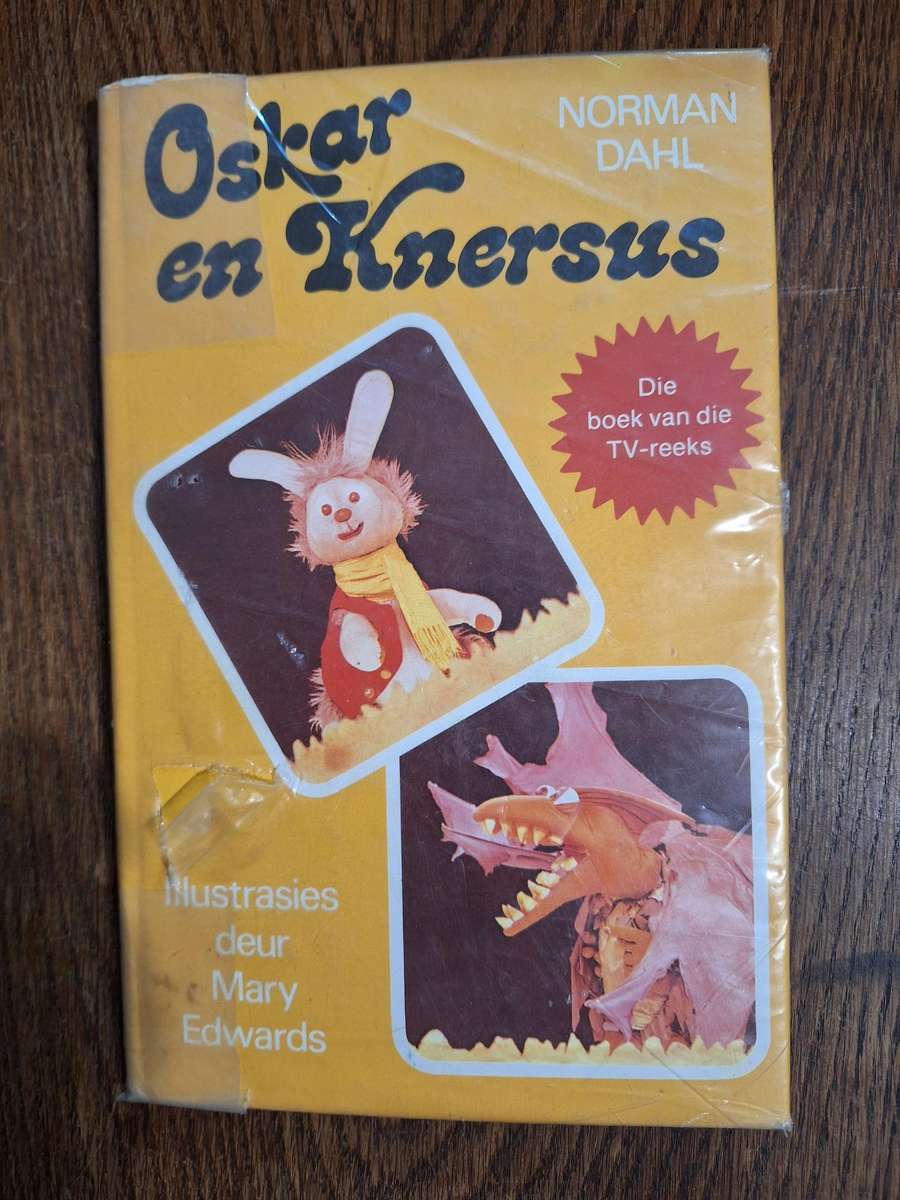 Oskar
en Knersus
NORMAN
DAHL
Die
boek van die
TV-reeks
Illustrasies
deur
Mary
Edwards